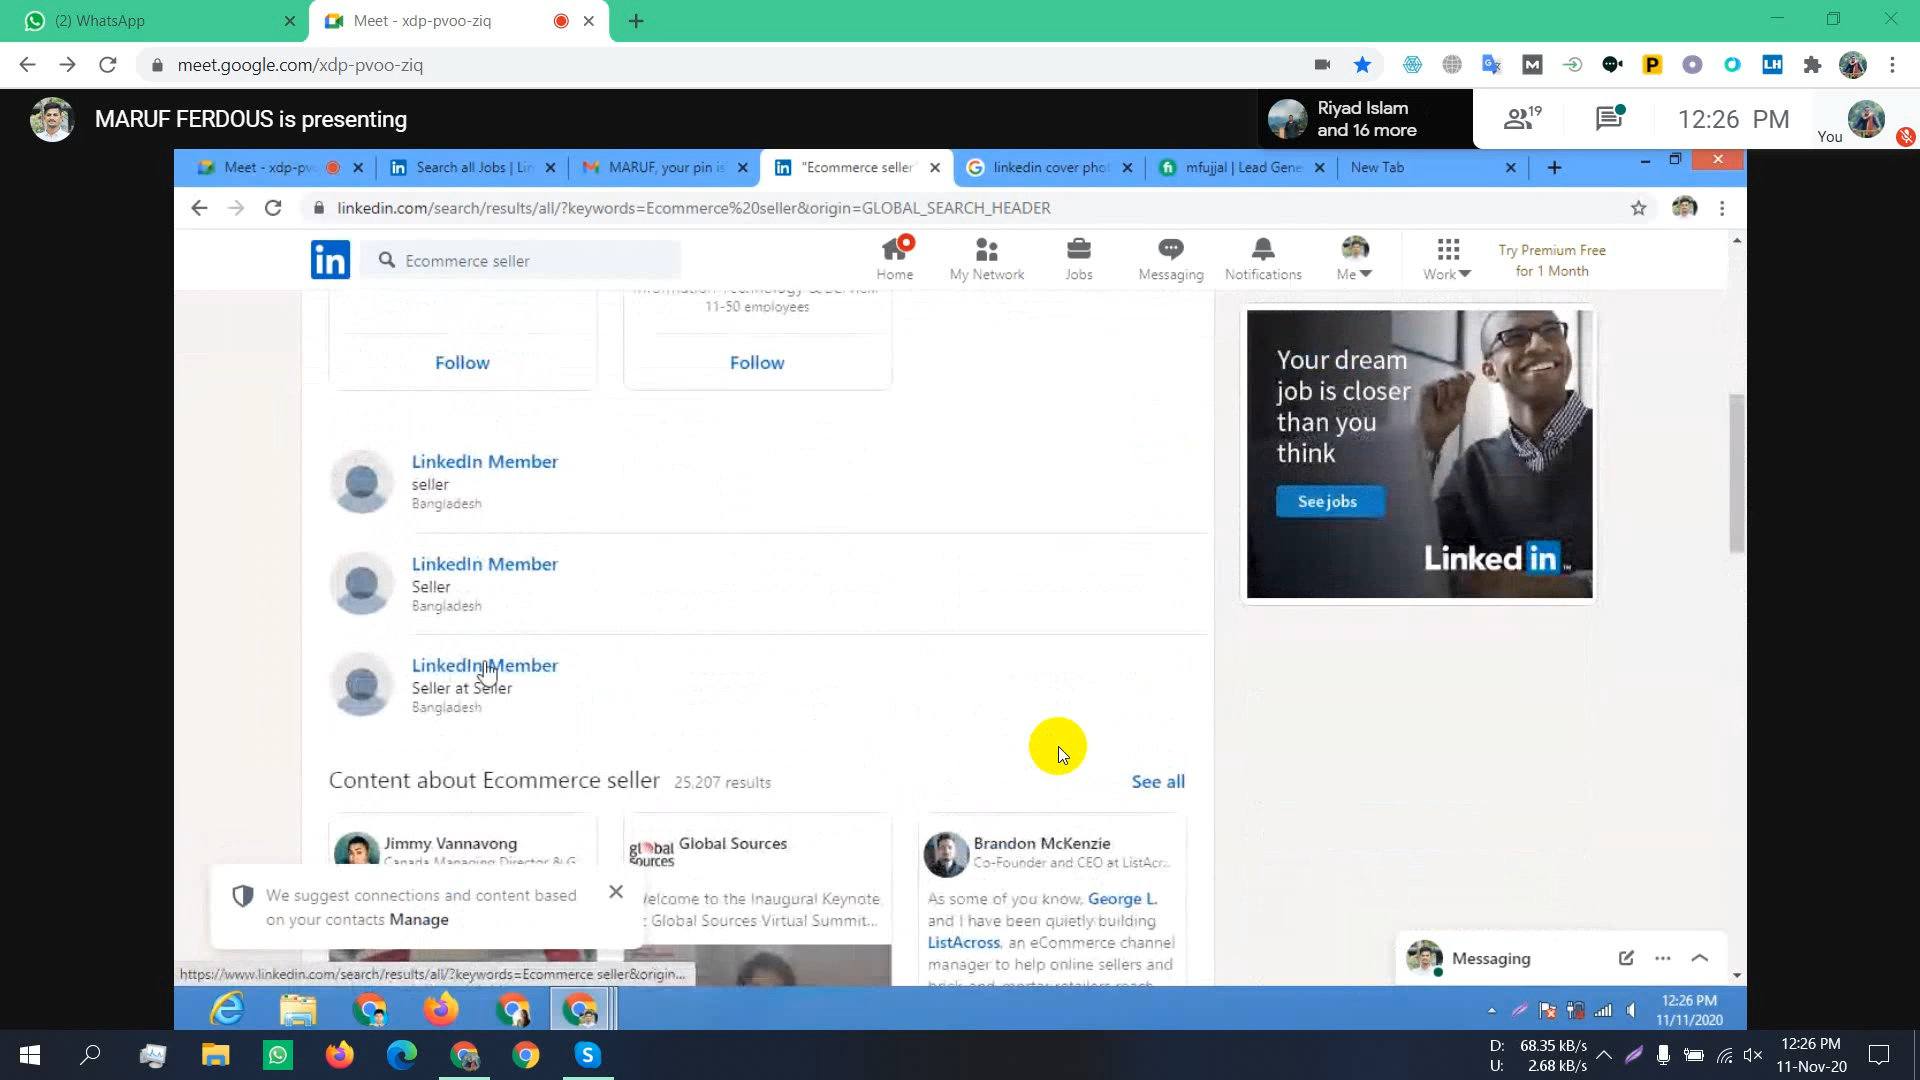 (2) WhatsApp
Meet - xdp-pvoo-ziq
meet.google.com/xdp-pvoo-ziq
MARUF FERDOUS is presenting
Riyad Islam
and 16 more
19
12:26 PM
You
Meet - xdp-pv
Search all Jobs | Lin
MARUF, your pin is
"Ecommerce seller"
linkedin cover phot
mfujjal | Lead Gene
New Tab
linkedin.com/search/results/all/?keywords=Ecommerce%20seller&origin=GLOBAL_SEARCH_HEADER
in
Ecommerce seller
Home
My Network
Jobs
Messaging
Notifications
Me
Work
Try Premium Free
for 1 Month
11-50 employees
Follow
Follow
LinkedIn Member
seller
Bangladesh
LinkedIn Member
Seller
Bangladesh
LinkedIn Member
Seller at Seller
Bangladesh
Your dream
job is closer
than you
think
See jobs
Linked in
Content about Ecommerce seller 25,207 results
See all
Jimmy Vannavong
Canada Managing Director & G
global sources
Global Sources
Welcome to the Inaugural Keynote
Global Sources Virtual Summit...
Brandon McKenzie
Co-Founder and CEO at ListAcr...
As some of you know, George L.
and I have been quietly building
ListAcross, an eCommerce channel
manager to help online sellers and
We suggest connections and content based
on your contacts Manage
Messaging
https://www.linkedin.com/search/results/all/?keywords=Ecommerce seller&origin...
12:26 PM
11/11/2020
D: 68.35 kB/s
U: 2.68 kB/s
12:26 PM
11-Nov-20